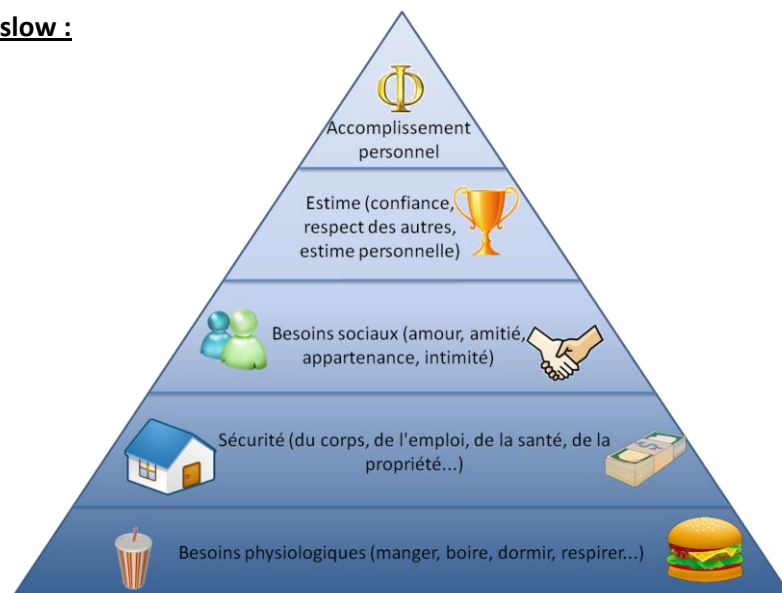 slow :
Φ
Accomplissement
personnel
Estime (confiance,
respect des autres,
estime personnelle)
Besoins sociaux (amour, amitié,
appartenance, intimité)
Sécurité (du corps, de l'emploi, de la santé, de la
propriété...)
$
Besoins physiologiques (manger, boire, dormir, respirer...)